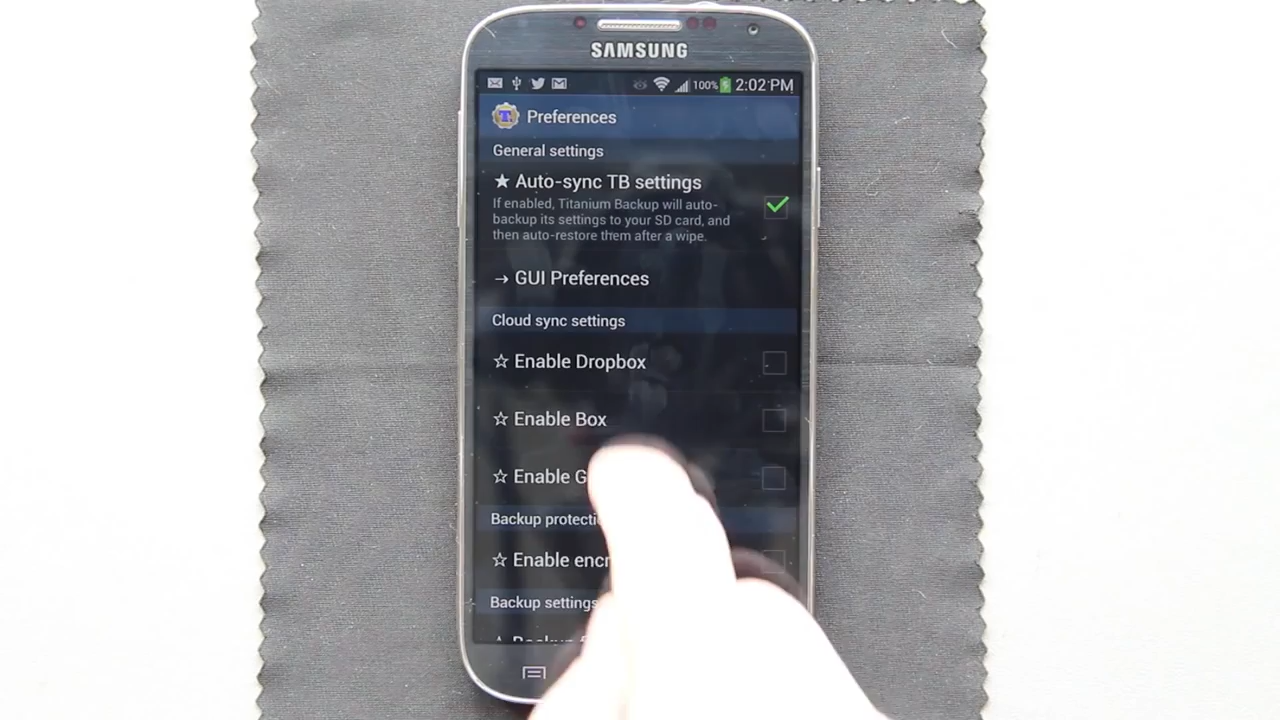 SAMSUNG
100% 2:02 PM
Preferences
General settings
★ Auto-sync TB settings
If enabled, Titanium Backup will auto-
backup its settings to your SD card, and
then auto-restore them after a wipe.
→ GUI Preferences
Cloud sync settings
☆ Enable Dropbox
☆ Enable Box
☆ Enable G
Backup protecti
☆ Enable encr
Backup settings